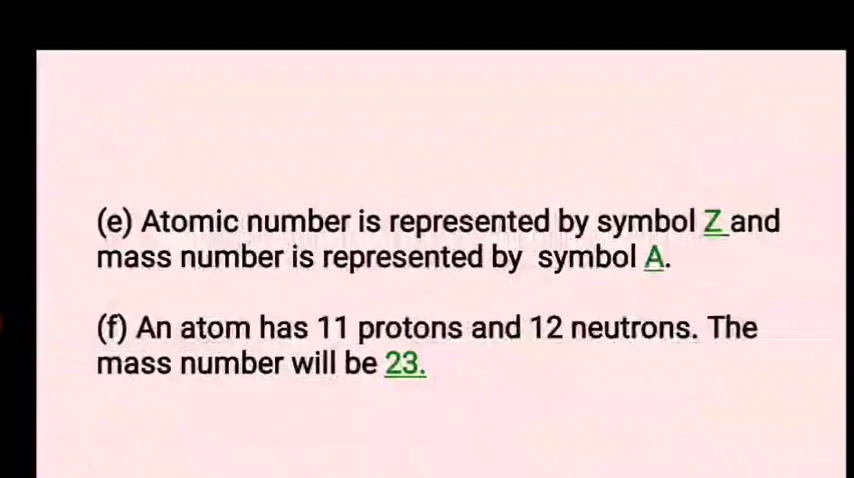 (e) Atomic number is represented by symbol Z and
mass number is represented by symbol A.
(f) An atom has 11 protons and 12 neutrons. The
mass number will be 23.